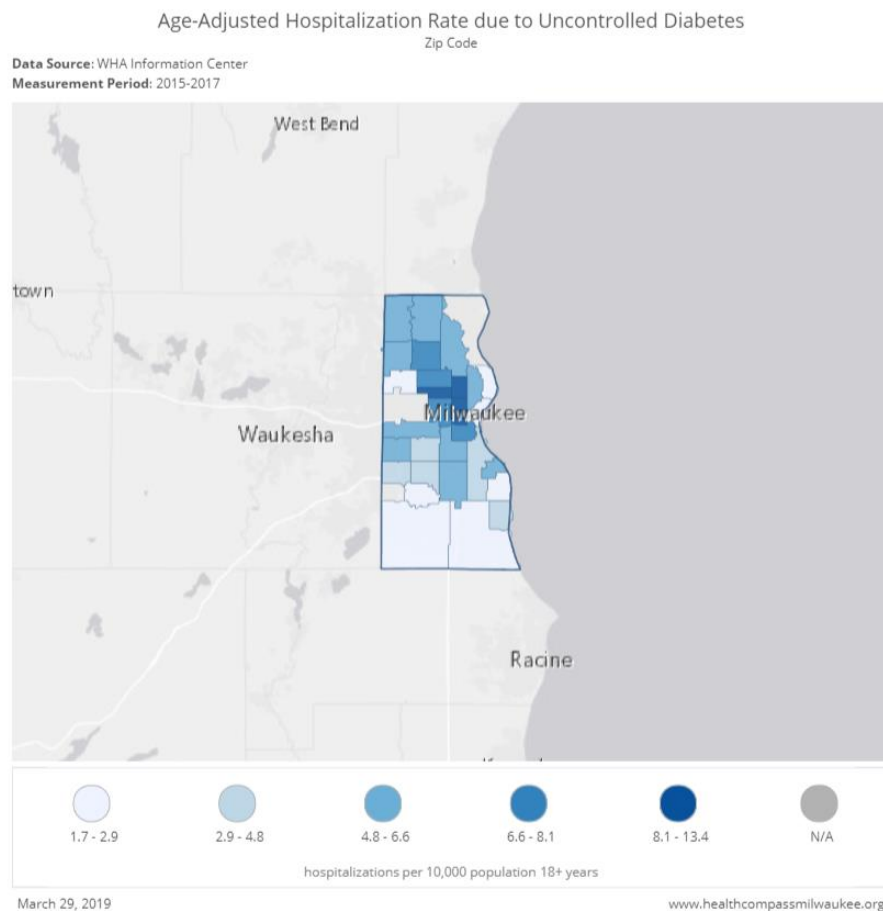 Age-Adjusted Hospitalization Rate due to Uncontrolled Diabetes
Zip Code
Data Source: WHA Information Center
Measurement Period: 2015-2017
West Bend
town
Milwaukee
Waukesha
Racine
1.7 - 2.9
2.9 - 4.8
4.8 - 6.6
6.6 - 8.1
8.1 - 13.4
N/A
hospitalizations per 10,000 population 18+ years
March 29, 2019
www.healthcompassmilwaukee.org